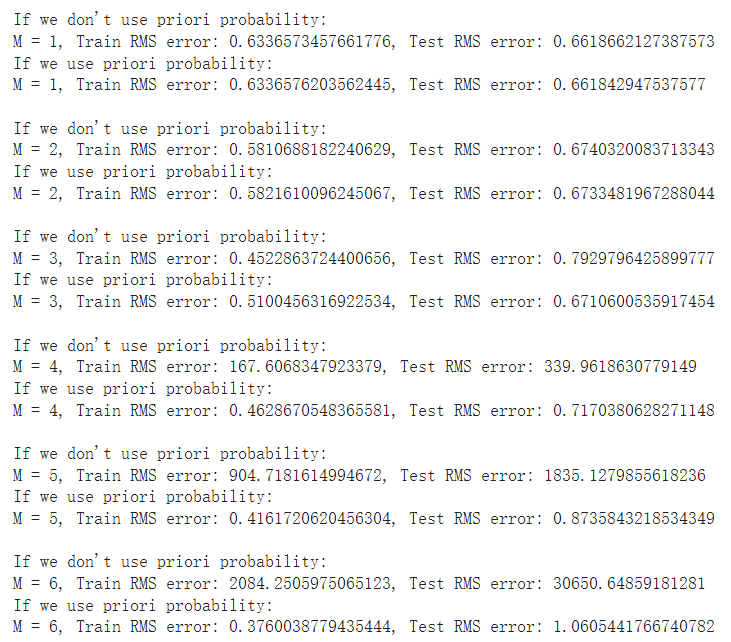 If we don't use priori probability:
M = 1, Train RMS error: 0.6336573457661776, Test RMS error: 0.6618662127387573
If we use priori probability:
M = 1, Train RMS error: 0.6336576203562445, Test RMS error: 0.661842947537577
If we don't use priori probability:
M = 2, Train RMS error: 0.5810688182240629, Test RMS error: 0.6740320083713343
If we use priori probability:
M = 2, Train RMS error: 0.5821610096245067, Test RMS error: 0.6733481967288044
If we don't use priori probability:
M = 3, Train RMS error: 0.4522863724400656, Test RMS error: 0.7929796425899777
If we use priori probability:
M = 3, Train RMS error: 0.5100456316922534, Test RMS error: 0.6710600535917454
If we don't use priori probability:
M = 4, Train RMS error: 167.6068347923379, Test RMS error: 339.9618630779149
If we use priori probability:
M = 4, Train RMS error: 0.4628670548365581, Test RMS error: 0.7170380628271148
If we don't use priori probability:
M = 5, Train RMS error: 904.7181614994672, Test RMS error: 1835.1279855618236
If we use priori probability:
M = 5, Train RMS error: 0.4161720620456304, Test RMS error: 0.8735843218534349
If we don't use priori probability:
M = 6, Train RMS error: 2084.2505975065123, Test RMS error: 30650.64859181281
If we use priori probability:
M = 6, Train RMS error: 0.3760038779435444, Test RMS error: 1.0605441766740782